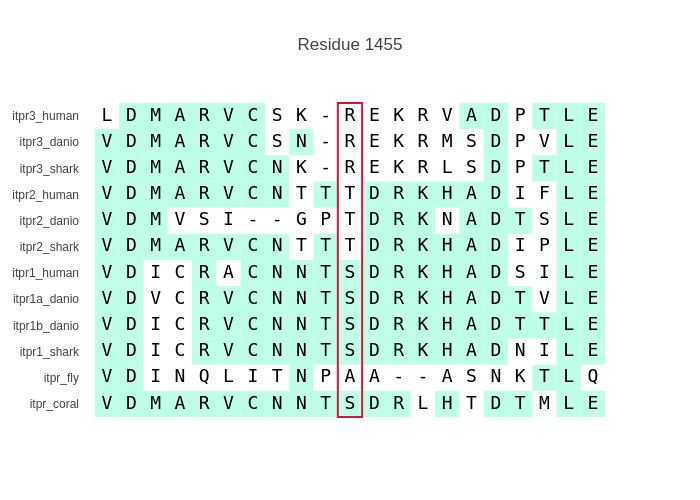 Residue 1455
itpr3_human L D M A R V C S K - R E K R V A D P T L E
itpr3_danio V D M A R V C S N - R E K R M S D P V L E
itpr3_shark V D M A R V C N K - R E K R L S D P T L E
itpr2_human V D M A R V C N T T T D R K H A D I F L E
itpr2_danio V D M V S I - - G P T D R K N A D T S L E
itpr2_shark V D M A R V C N T T T D R K H A D I P L E
itpr1_human V D I C R A C N N T S D R K H A D S I L E
itpr1a_danio V D V C R V C N N T S D R K H A D T V L E
itpr1b_danio V D I C R V C N N T S D R K H A D T T L E
itpr1_shark V D I C R V C N N T S D R K H A D N I L E
itpr_fly V D I N Q L I T N P A A - - A S N K T L Q
itpr_coral V D M A R V C N N T S D R L H T D T M L E